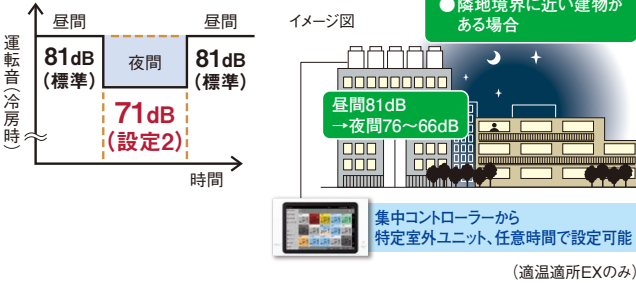 昼間
昼間
運転音(冷房時)
81dB
(標準)
夜間
81dB
(標準)
71dB
(設定2)
時間
イメージ図
●隣地境界に近い建物が
ある場合
昼間81dB
→夜間76～66dB
集中コントローラーから
特定室外ユニット、任意時間で設定可能
(適温適所EXのみ)